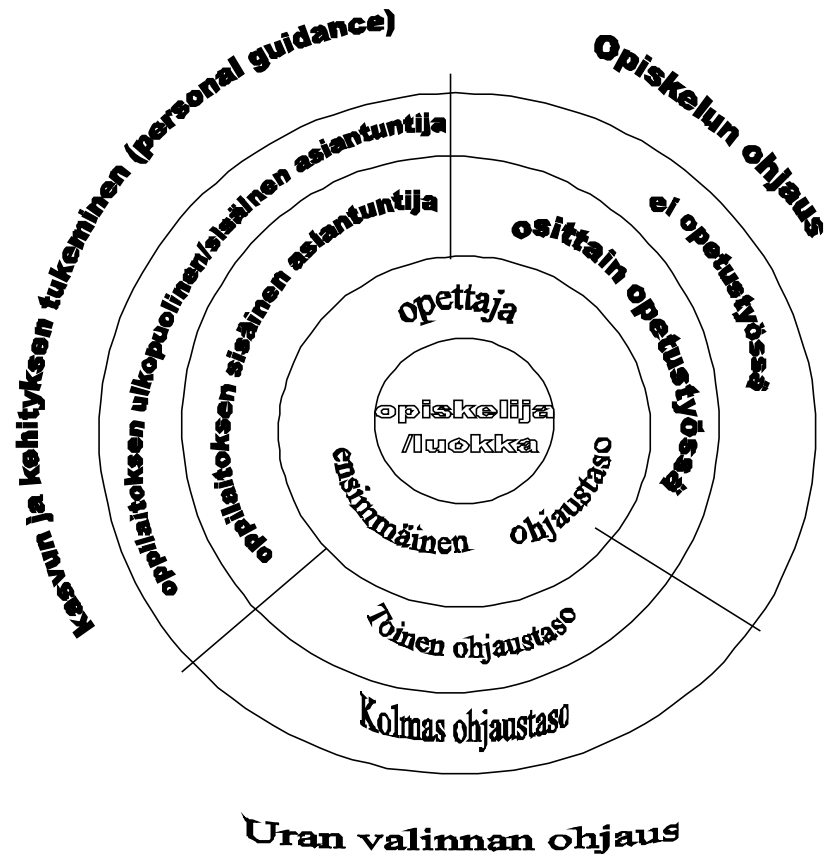 Kasvun ja kehityksen tukeminen (personal guidance)
Opiskelun ohjaus
oppilaitoksen ulkopuolinen/sisäinen asiantuntija
ei opetustyössä
oppilaitoksen sisäinen asiantuntija
osittain opetustyössä
opettaja
opiskelija
/luokka
ensimmäinen ohjaustaso
Toinen ohjaustaso
Kolmas ohjaustaso
Uran valinnan ohjaus